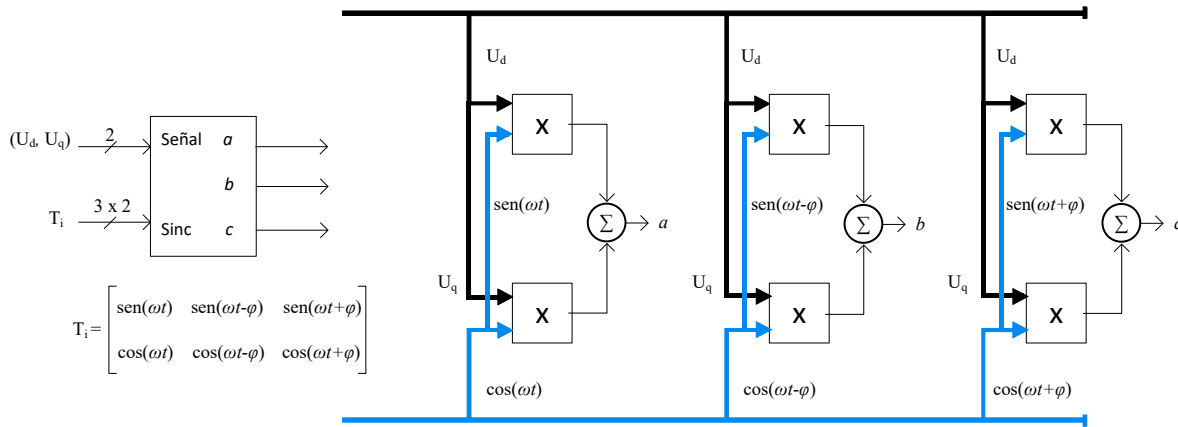 (U_d, U_q)
2
Señal
a
b
T_i
3 x 2
Sinc
c
T_i =
sen(ωt) sen(ωt-φ) sen(ωt+φ)
cos(ωt) cos(ωt-φ) cos(ωt+φ)
U_d
X
sen(ωt)
Σ
a
U_q
X
cos(ωt)
U_d
X
sen(ωt-φ)
Σ
b
U_q
X
cos(ωt-φ)
U_d
X
sen(ωt+φ)
Σ
c
U_q
X
cos(ωt+φ)